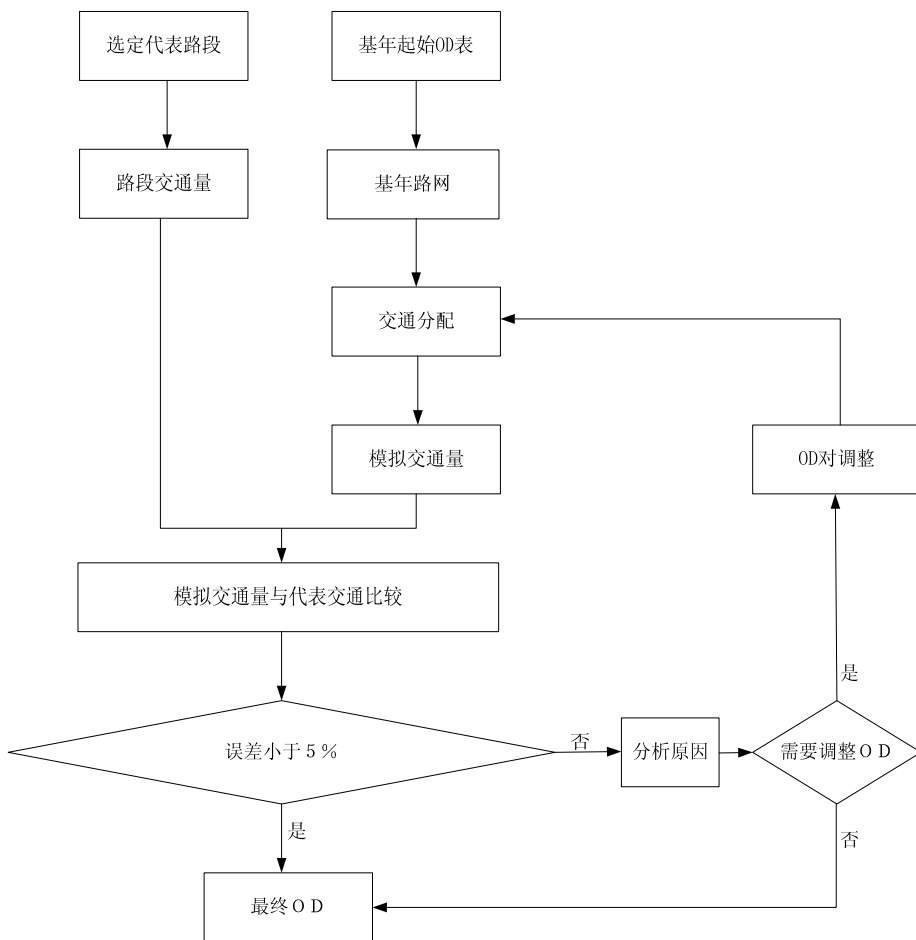 选定代表路段
基年起始OD表
路段交通量
基年路网
交通分配
模拟交通量
OD对调整
模拟交通量与代表交通比较
是
误差小于５％
否
分析原因
需要调整ＯＤ
是
否
最终ＯＤ